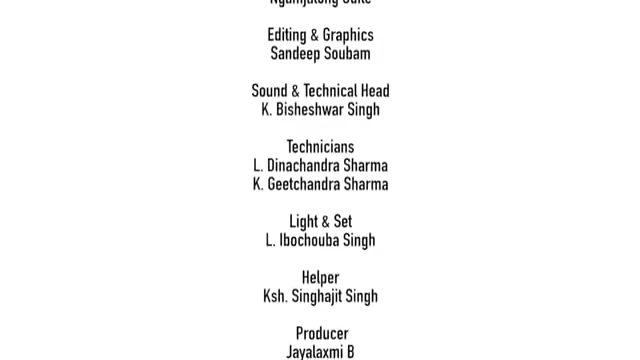 Editing & Graphics
Sandeep Soubam
Sound & Technical Head
K. Bisheshwar Singh
Technicians
L. Dinachandra Sharma
K. Geetchandra Sharma
Light & Set
L. Ibochouba Singh
Helper
Ksh. Singhajit Singh
Producer
Jayalaxmi B